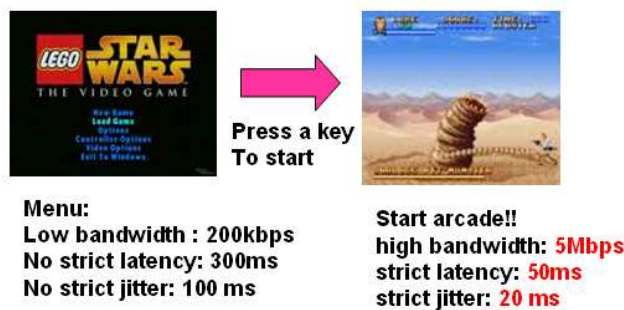 LEGO
STAR
WARS
THE VIDEO GAME
New Game
Load Game
Options
Controller Options
Video Options
Exit To Windows
Press a key
To start
Menu:
Low bandwidth : 200kbps
No strict latency: 300ms
No strict jitter: 100 ms
Start arcade!!
high bandwidth: 5Mbps
strict latency: 50ms
strict jitter: 20 ms